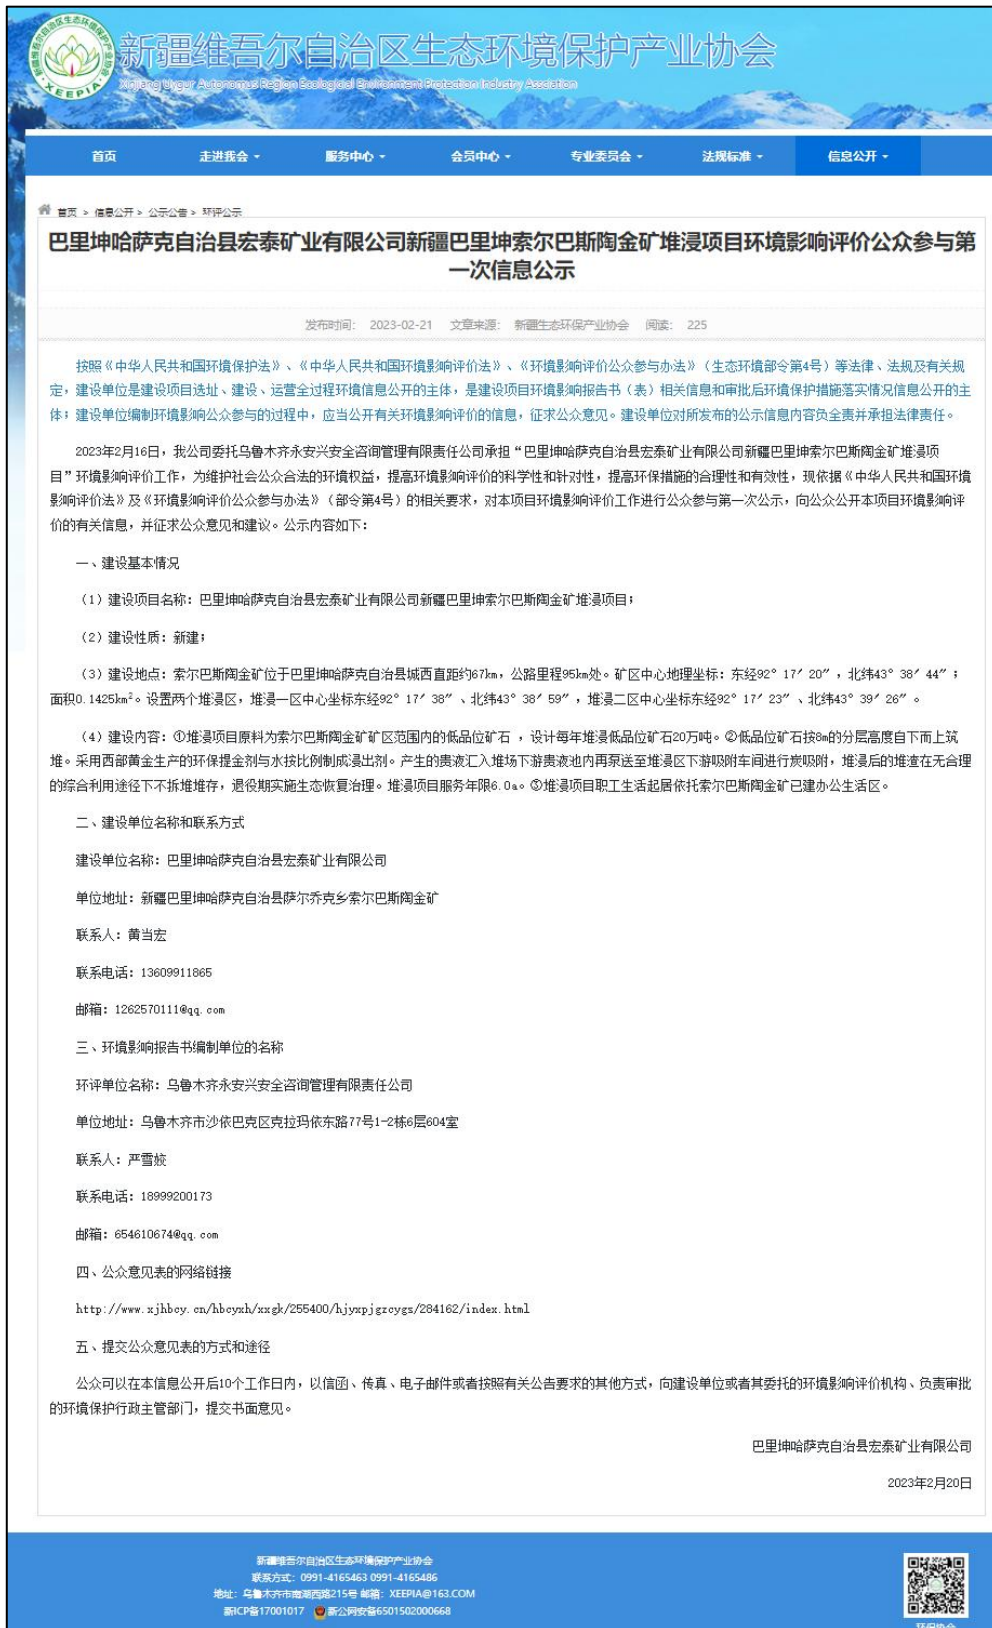 新疆维吾尔自治区生态环境保护产业协会
Xinjiang Uygur Autonomous Region Ecological Environment Protection Industry Assciation
XEEPIA
首页 走进我会 服务中心 会员中心 专业委员会 法规标准 信息公开
首页 > 信息公开 > 公示公告 > 环评公示
巴里坤哈萨克自治县宏泰矿业有限公司新疆巴里坤索尔巴斯陶金矿堆浸项目环境影响评价公众参与第
一次信息公示
发布时间: 2023-02-21 文章来源: 新疆生态环保产业协会 阅读: 225
按照《中华人民共和国环境保护法》、《中华人民共和国环境影响评价法》、《环境影响评价公众参与办法》（生态环境部令第4号）等法律、法规及有关规
定，建设单位是建设项目选址、建设、运营全过程环境信息公开的主体，是建设项目环境影响报告书（表）相关信息和审批后环境保护措施落实情况信息公开的主
体；建设单位编制环境影响公众参与的过程中，应当公开有关环境影响评价的信息，征求公众意见。建设单位对所发布的公示信息内容负全责并承担法律责任。
2023年2月16日，我公司委托乌鲁木齐永安兴安全咨询管理有限责任公司承担“巴里坤哈萨克自治县宏泰矿业有限公司新疆巴里坤索尔巴斯陶金矿堆浸项
目”环境影响评价工作，为维护社会公众合法的环境权益，提高环境影响评价的科学性和针对性，提高环保措施的合理性和有效性，现依据《中华人民共和国环境
影响评价法》及《环境影响评价公众参与办法》（部令第4号）的相关要求，对本项目环境影响评价工作进行公众参与第一次公示，向公众公开本项目环境影响评
价的有关信息，并征求公众意见和建议。公示内容如下：
一、建设基本情况
（1）建设项目名称：巴里坤哈萨克自治县宏泰矿业有限公司新疆巴里坤索尔巴斯陶金矿堆浸项目；
（2）建设性质：新建；
（3）建设地点：索尔巴斯陶金矿位于巴里坤哈萨克自治县城西直距约67km，公路里程95km处。矿区中心地理坐标：东经92° 17′ 20″，北纬43° 38′ 44″；
面积0.1425km²。设置两个堆浸区，堆浸一区中心坐标东经92° 17′ 38″、北纬43° 38′ 59″，堆浸二区中心坐标东经92° 17′ 23″、北纬43° 39′ 26″。
（4）建设内容：①堆浸项目原料为索尔巴斯陶金矿矿区范围内的低品位矿石 ，设计每年堆浸低品位矿石20万吨。②低品位矿石按8m的分层高度自下而上筑
堆。采用西部黄金生产的环保提金剂与水按比例制成浸出剂。产生的贵液汇入堆场下游贵液池内再泵送至堆浸区下游吸附车间进行炭吸附，堆浸后的堆渣在无合理
的综合利用途径下不拆堆堆存，退役期实施生态恢复治理。堆浸项目服务年限6.0a。③堆浸项目职工生活起居依托索尔巴斯陶金矿已建办公生活区。
二、建设单位名称和联系方式
建设单位名称：巴里坤哈萨克自治县宏泰矿业有限公司
单位地址：新疆巴里坤哈萨克自治县萨尔乔克乡索尔巴斯陶金矿
联系人：黄当宏
联系电话：13609911865
邮箱：1262570111@qq.com
三、环境影响报告书编制单位的名称
环评单位名称：乌鲁木齐永安兴安全咨询管理有限责任公司
单位地址：乌鲁木齐市沙依巴克区克拉玛依东路77号1-2栋6层604室
联系人：严雪姣
联系电话：18999200173
邮箱：654610674@qq.com
四、公众意见表的网络链接
http://www.xjhbcy.cn/hbcyxh/xxgk/255400/hjyxpjgzcygs/284162/index.html
五、提交公众意见表的方式和途径
公众可以在本信息公开后10个工作日内，以信函、传真、电子邮件或者按照有关公告要求的其他方式，向建设单位或者其委托的环境影响评价机构、负责审批
的环境保护行政主管部门，提交书面意见。
巴里坤哈萨克自治县宏泰矿业有限公司
2023年2月20日
新疆维吾尔自治区生态环境保护产业协会
联系方式：0991-4165463 0991-4165486
地址：乌鲁木齐市南湖西路215号 邮箱：XEEPIA@163.COM
新ICP备17001017 新公网安备6501502000668
环保协会